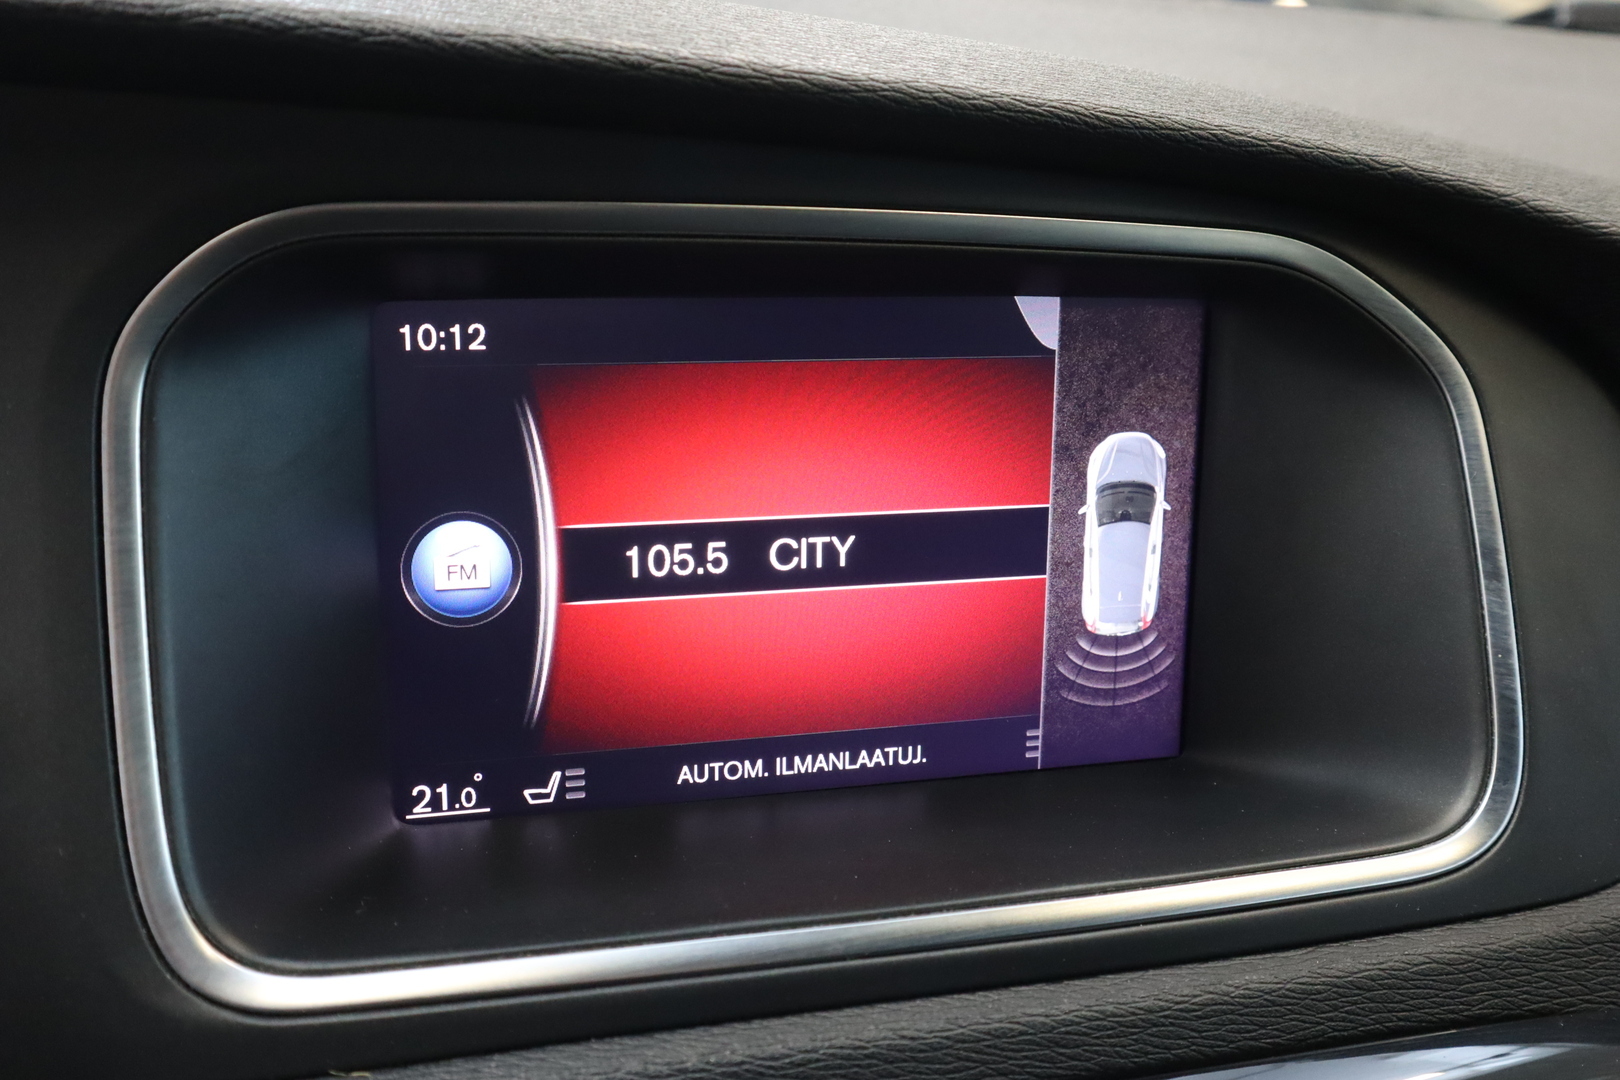 10:12
FM
105.5 CITY
AUTOM. ILMANLAATUJ.
21.0°